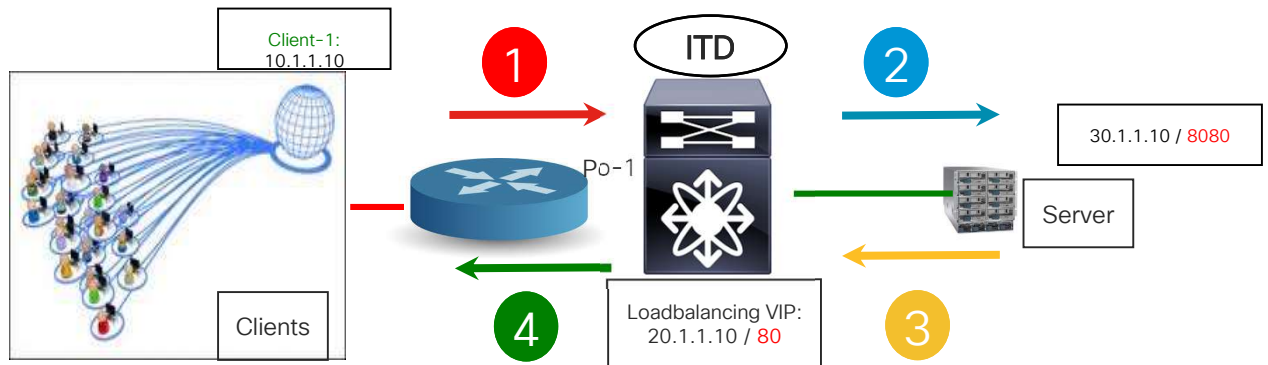 Client-1:
10.1.1.10
1
ITD
2
30.1.1.10 / 8080
Po-1
Server
Clients
4
Loadbalancing VIP:
20.1.1.10 / 80
3